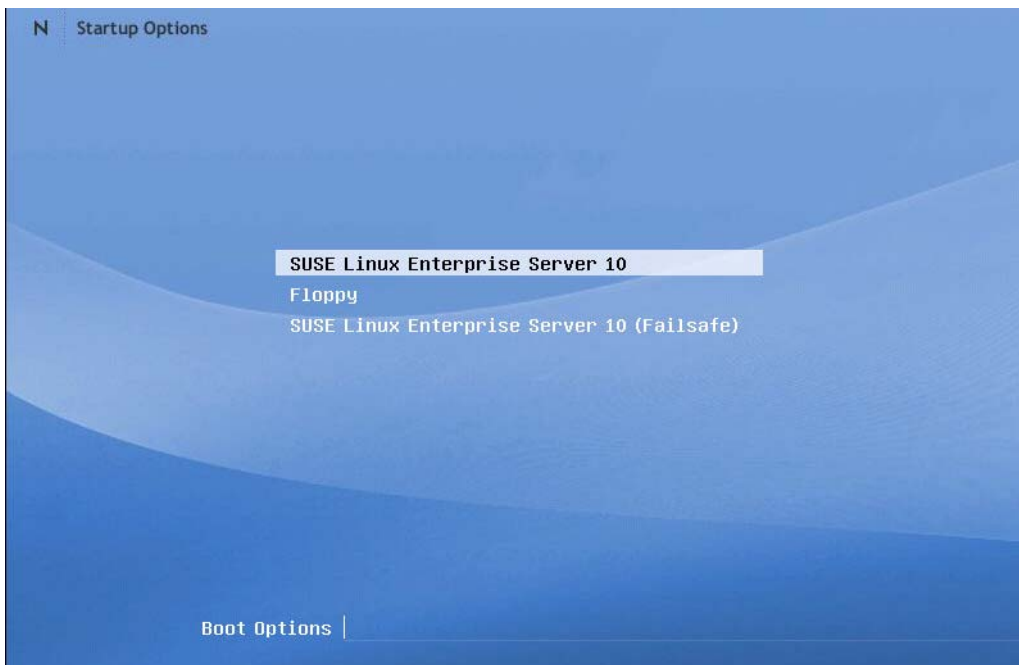 N Startup Options
SUSE Linux Enterprise Server 10
Floppy
SUSE Linux Enterprise Server 10 (Failsafe)
Boot Options